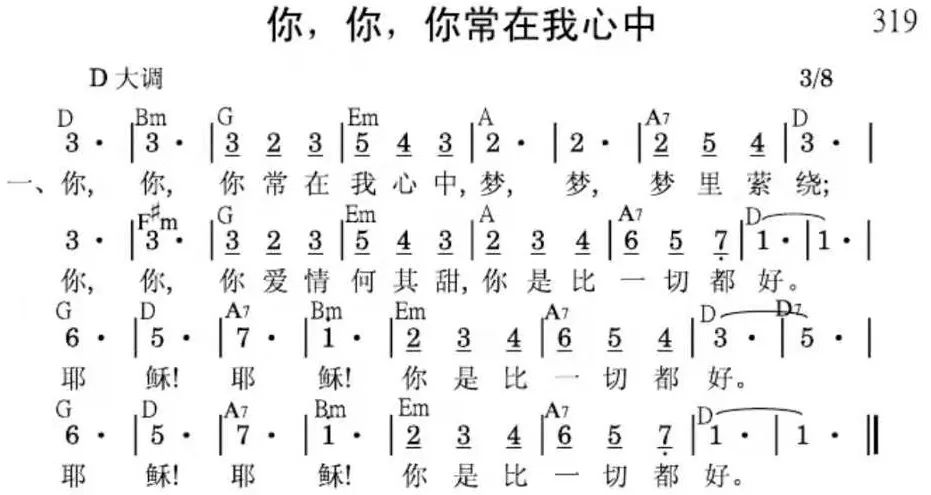 你，你，你常在我心中 319
D 大调 3/8
D Bm G Em A A7 D
3 · | 3 · | 3 2 3 | 5 4 3 | 2 · | 2 · | 2 5 4 | 3 · |
一、你, 你, 你 常 在 我 心 中, 梦, 梦, 梦 里 萦 绕;
F#m G Em A A7 D
3 · | 3 · | 3 2 3 | 5 4 3 | 2 3 4 | 6 5 7̣ | 1 · | 1 · |
你, 你, 你 爱 情 何 其 甜, 你 是 比 一 切 都 好。
G D A7 Bm Em A7 D D7
6 · | 5 · | 7 · | 1̇ · | 2 3 4 | 6 5 4 | 3 · | 5 · |
耶 稣! 耶 稣! 你 是 比 一 切 都 好。
G D A7 Bm Em A7 D
6 · | 5 · | 7 · | 1̇ · | 2 3 4 | 6 5 7̣ | 1 · | 1 · ‖
耶 稣! 耶 稣! 你 是 比 一 切 都 好。